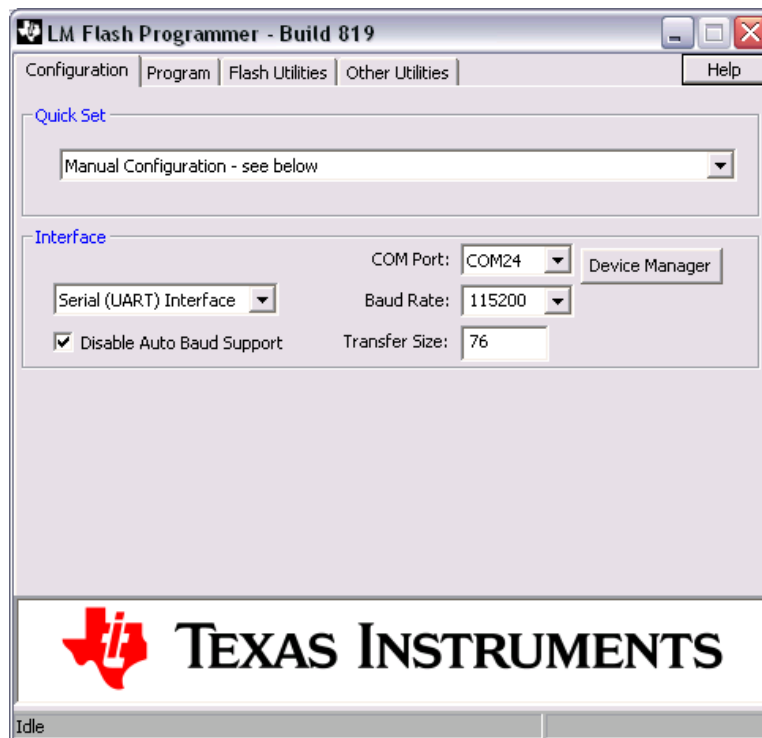 LM Flash Programmer - Build 819
Configuration Program Flash Utilities Other Utilities Help
Quick Set
Manual Configuration - see below
Interface
COM Port: COM24 Device Manager
Serial (UART) Interface Baud Rate: 115200
Disable Auto Baud Support Transfer Size: 76
TEXAS INSTRUMENTS
Idle